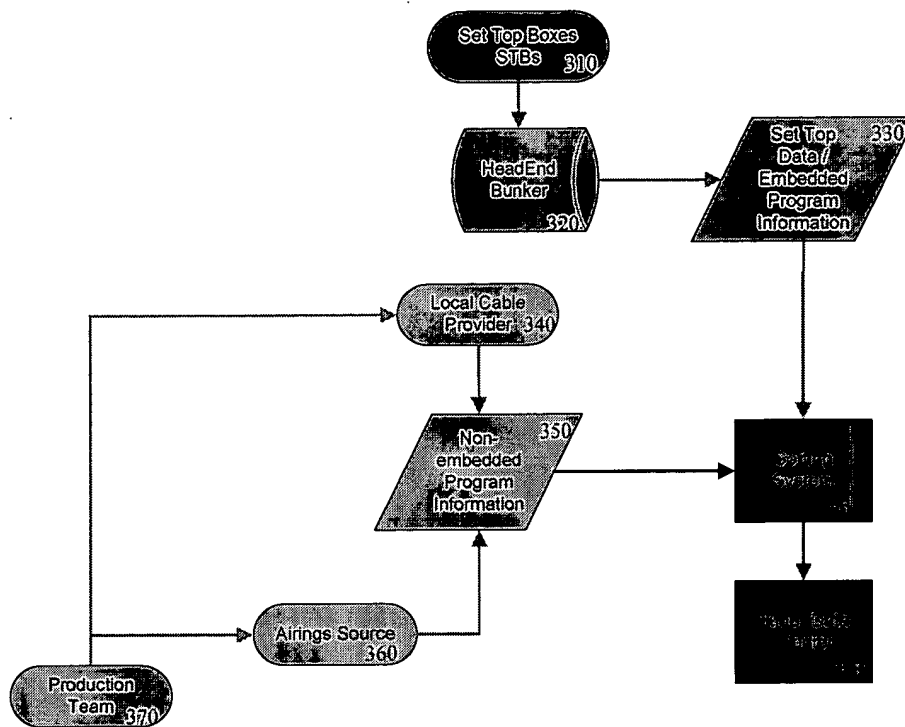 Set Top Boxes
STBs
310
HeadEnd
Bunker
320
Set Top
Data /
Embedded
Program
Information
330
Local Cable
Provider
340
Non-
embedded
Program
Information
350
System
Airings Source
360
Production
Team
370